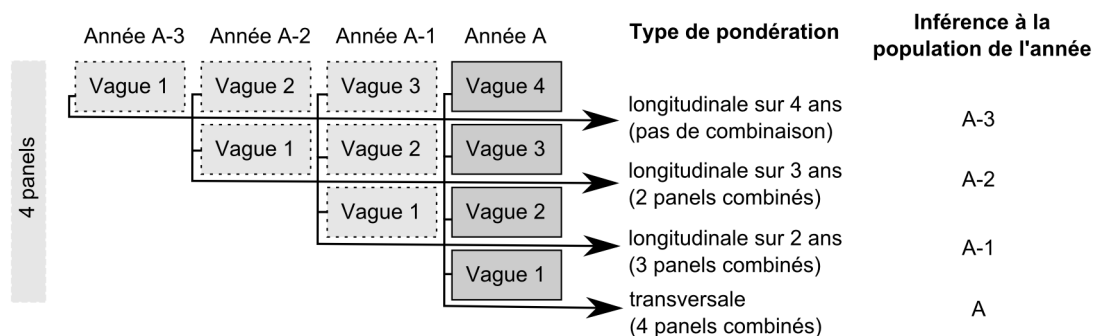 Année A-3 Année A-2 Année A-1 Année A Type de pondération Inférence à la
population de l'année
4 panels
Vague 1 Vague 2 Vague 3 Vague 4
longitudinale sur 4 ans
(pas de combinaison)
A-3
Vague 1 Vague 2 Vague 3
longitudinale sur 3 ans
(2 panels combinés)
A-2
Vague 1 Vague 2
longitudinale sur 2 ans
(3 panels combinés)
A-1
Vague 1
transversale
(4 panels combinés)
A